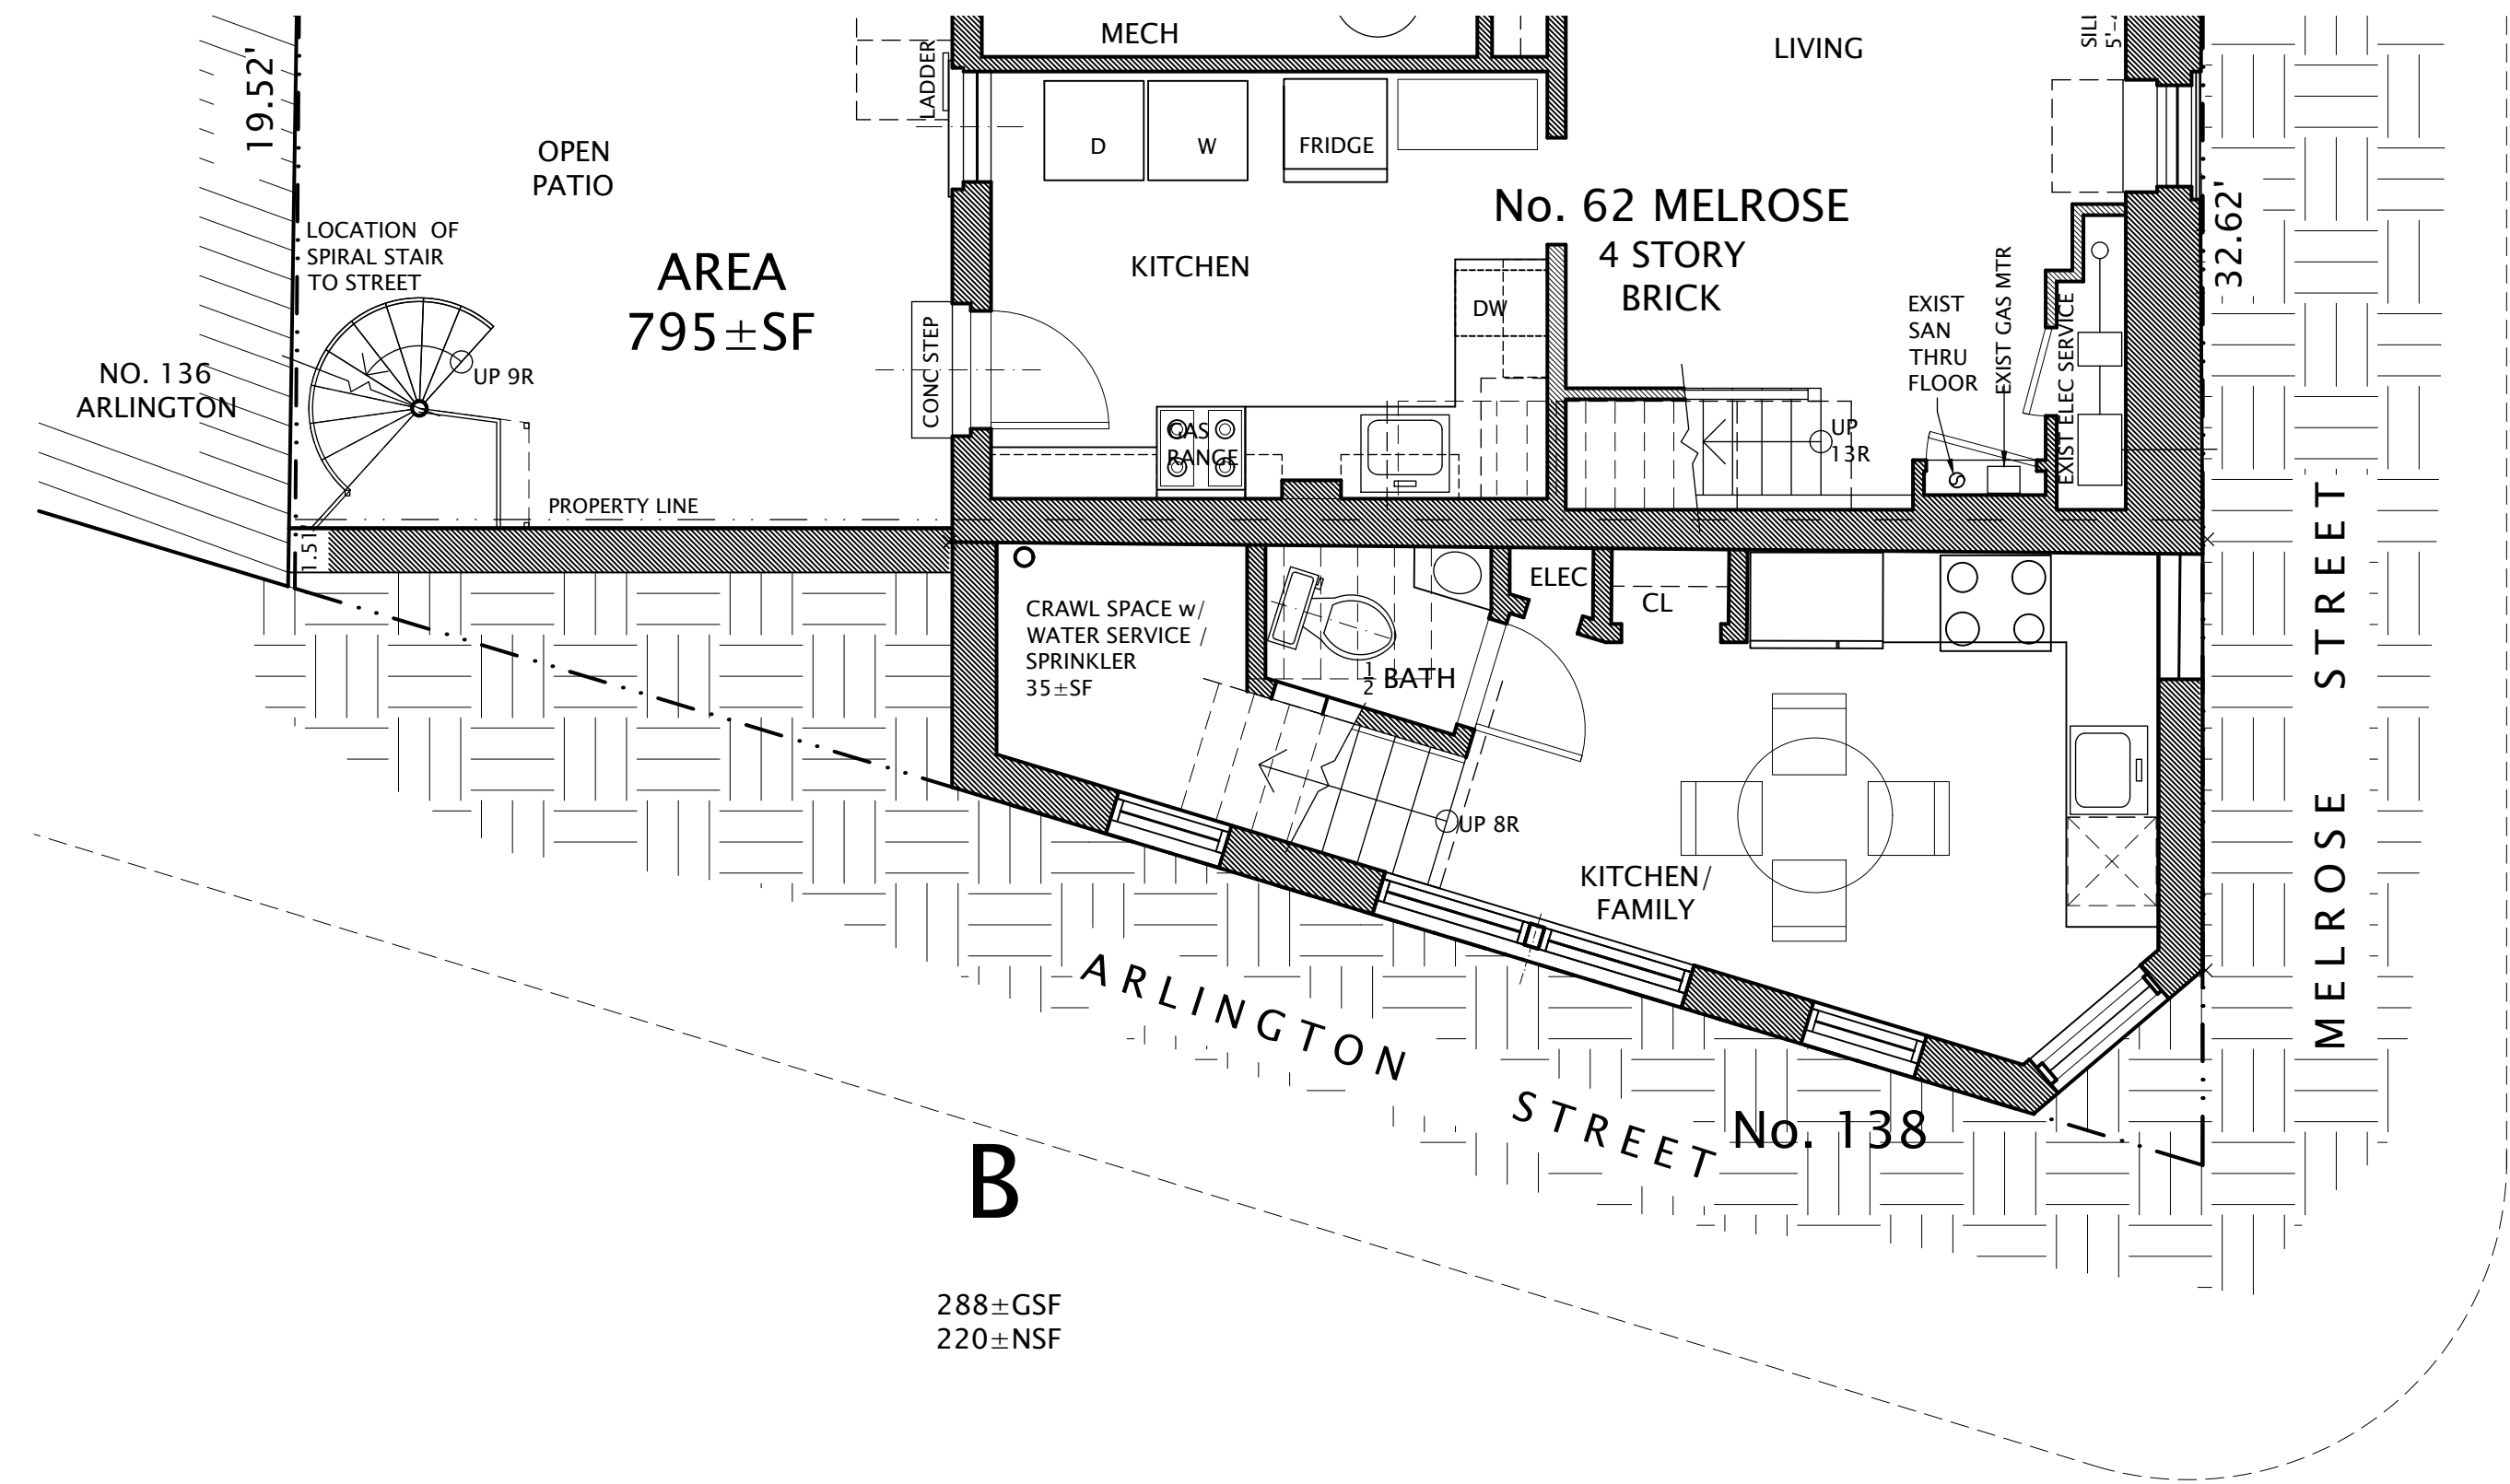 MECH
LIVING
SILL
19.52'
LADDER
OPEN
PATIO
D
W
FRIDGE
No. 62 MELROSE
4 STORY
BRICK
32.62'
LOCATION OF
SPIRAL STAIR
TO STREET
AREA
795±SF
KITCHEN
DW
EXIST
SAN
THRU
FLOOR
EXIST GAS MTR
EXIST ELEC SERVICE
NO. 136
ARLINGTON
UP 9R
CONC STEP
GAS
RANGE
UP
13R
PROPERTY LINE
1.51'
CRAWL SPACE w/
WATER SERVICE /
SPRINKLER
35±SF
½ BATH
ELEC
CL
UP 8R
KITCHEN/
FAMILY
MELROSE STREET
ARLINGTON STREET
No. 138
B
288±GSF
220±NSF